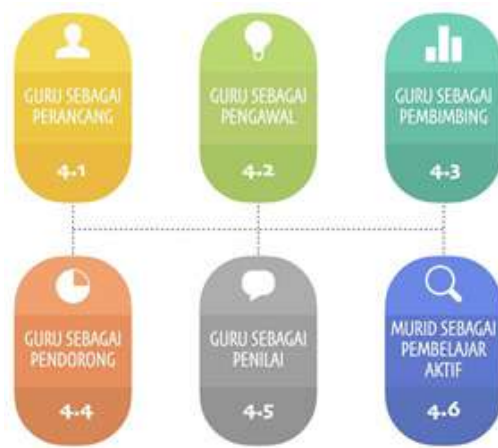 GURU SEBAGAI
PERANCANG
4.1
GURU SEBAGAI
PENGAWAL
4.2
GURU SEBAGAI
PEMBIMBING
4.3
GURU SEBAGAI
PENDORONG
4.4
GURU SEBAGAI
PENILAI
4.5
MURID SEBAGAI
PEMBELAJAR
AKTIF
4.6